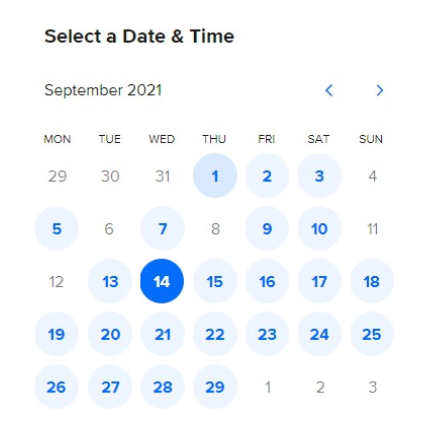 Select a Date & Time
September 2021
MON TUE WED THU FRI SAT SUN
29 30 31 1 2 3 4
5 6 7 8 9 10 11
12 13 14 15 16 17 18
19 20 21 22 23 24 25
26 27 28 29 1 2 3